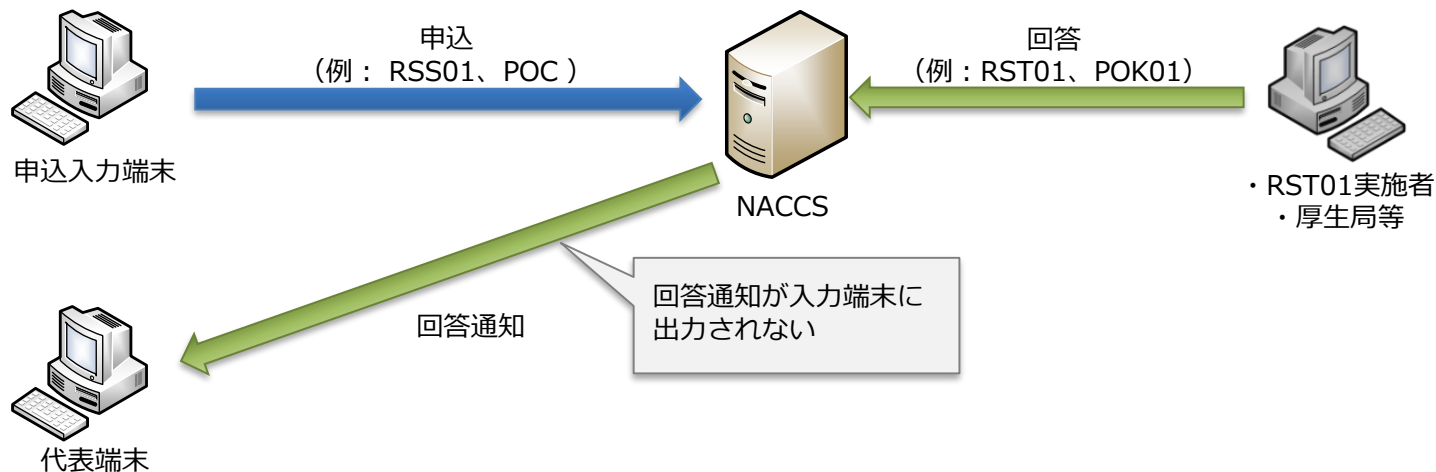 申込
（例： RSS01、POC ）
回答
（例：RST01、POK01）
申込入力端末
NACCS
・RST01実施者
・厚生局等
回答通知が入力端末に
出力されない
回答通知
代表端末